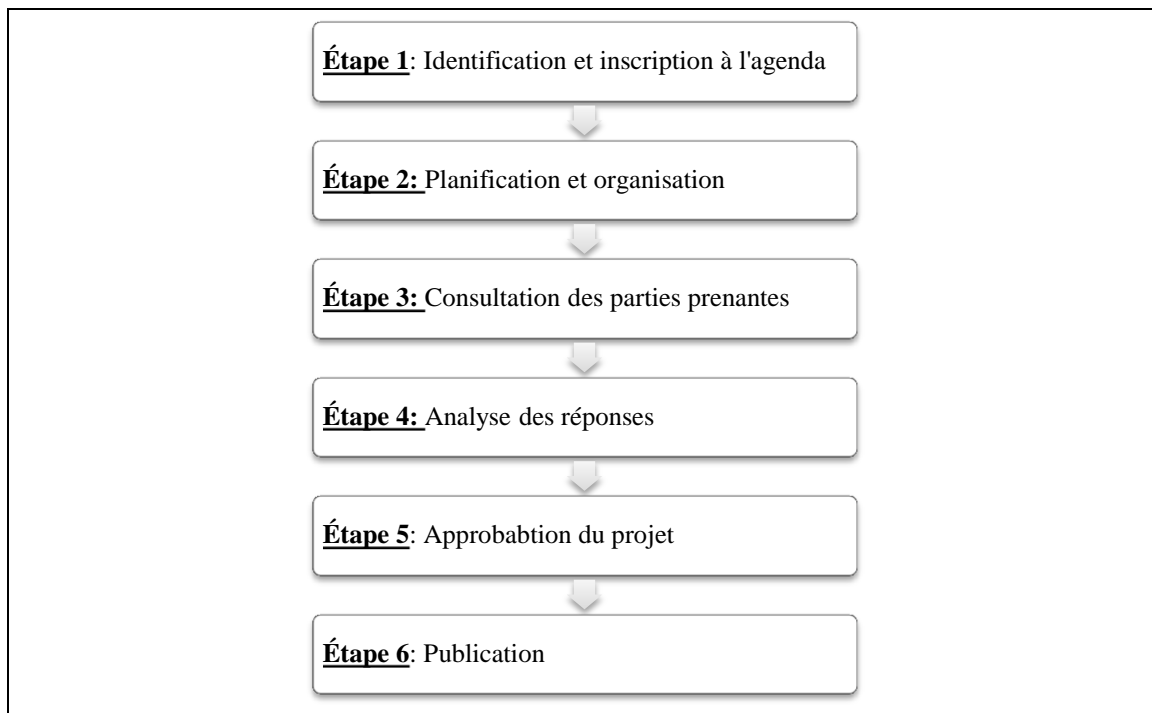 Étape 1: Identification et inscription à l'agenda
Étape 2: Planification et organisation
Étape 3: Consultation des parties prenantes
Étape 4: Analyse des réponses
Étape 5: Approbabtion du projet
Étape 6: Publication